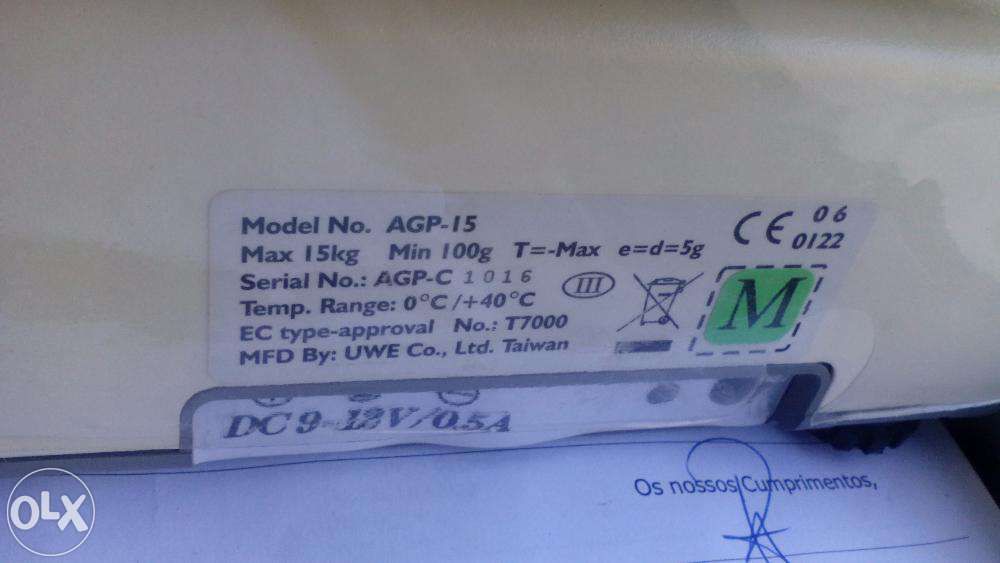 Model No. AGP-15
Max 15kg Min 100g T=-Max e=d=5g
Serial No.: AGP-C 1016
Temp. Range: 0°C/+40°C
EC type-approval No.: T7000
MFD By: UWE Co., Ltd. Taiwan
III
CE 06
0122
M
DC 9-12V/0.5A
Os nossos Cumprimentos,
OLX